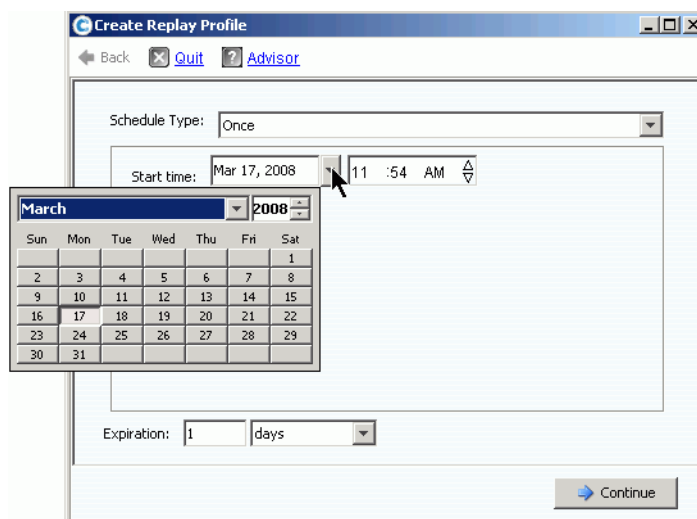 Create Replay Profile
Back Quit ? Advisor
Schedule Type: Once
Start time: Mar 17, 2008 11 :54 AM
March 2008
Sun Mon Tue Wed Thu Fri Sat
1
2 3 4 5 6 7 8
9 10 11 12 13 14 15
16 17 18 19 20 21 22
23 24 25 26 27 28 29
30 31
Expiration: 1 days
Continue